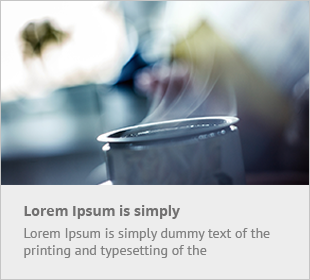 Lorem Ipsum is simply
Lorem Ipsum is simply dummy text of the
printing and typesetting of the